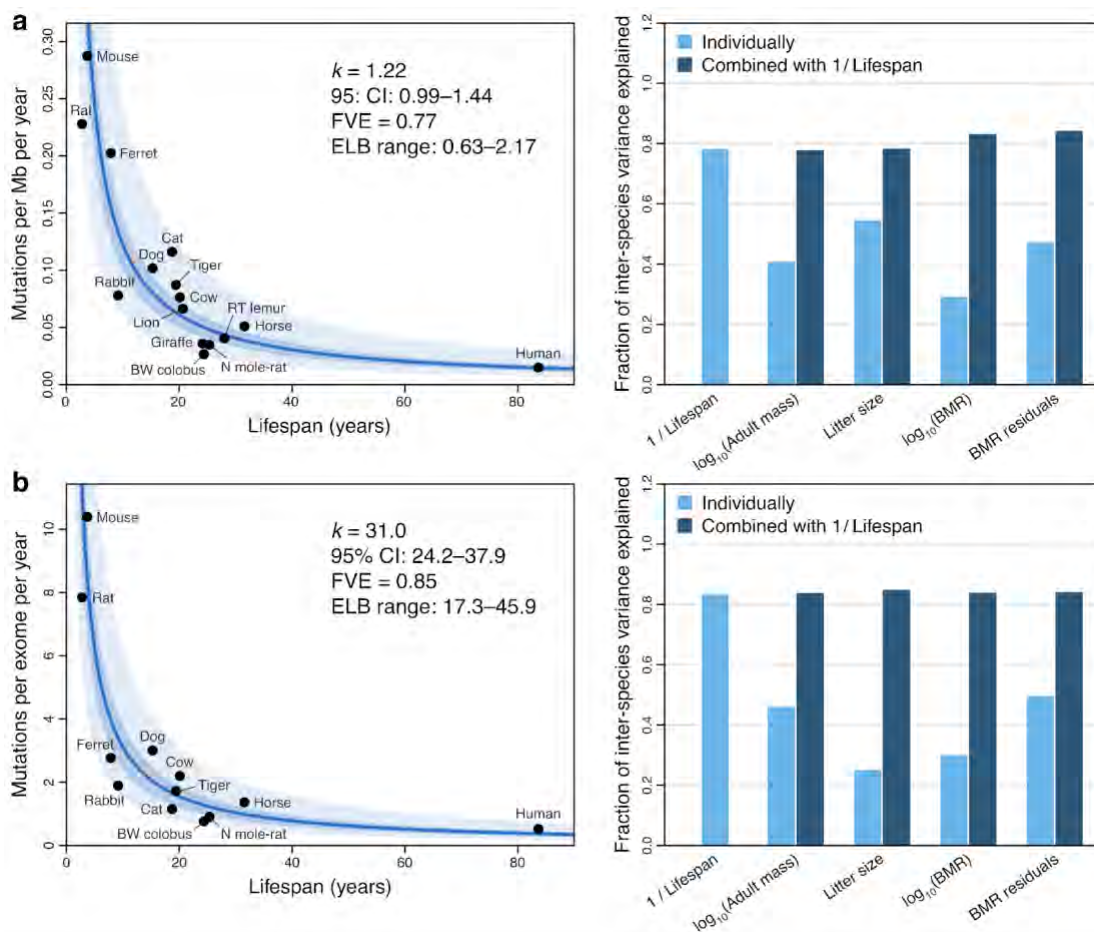 a
Mutations per Mb per year
0.00 0.05 0.10 0.15 0.20 0.25 0.30
Mouse
Rat
Ferret
Cat
Dog
Tiger
Rabbit
Cow
RT lemur
Lion
Horse
Giraffe
Human
BW colobus
N mole-rat
k = 1.22
95: CI: 0.99–1.44
FVE = 0.77
ELB range: 0.63–2.17
0 20 40 60 80
Lifespan (years)
Fraction of inter-species variance explained
0.0 0.2 0.4 0.6 0.8 1.0 1.2
Individually
Combined with 1/ Lifespan
1 / Lifespan
log10(Adult mass)
Litter size
log10(BMR)
BMR residuals
b
Mutations per exome per year
0 2 4 6 8 10
Mouse
Rat
Dog
Ferret
Cow
Tiger
Rabbit
Cat
Horse
Human
BW colobus
N mole-rat
k = 31.0
95% CI: 24.2–37.9
FVE = 0.85
ELB range: 17.3–45.9
0 20 40 60 80
Lifespan (years)
Fraction of inter-species variance explained
0.0 0.2 0.4 0.6 0.8 1.0 1.2
Individually
Combined with 1/ Lifespan
1 / Lifespan
log10(Adult mass)
Litter size
log10(BMR)
BMR residuals